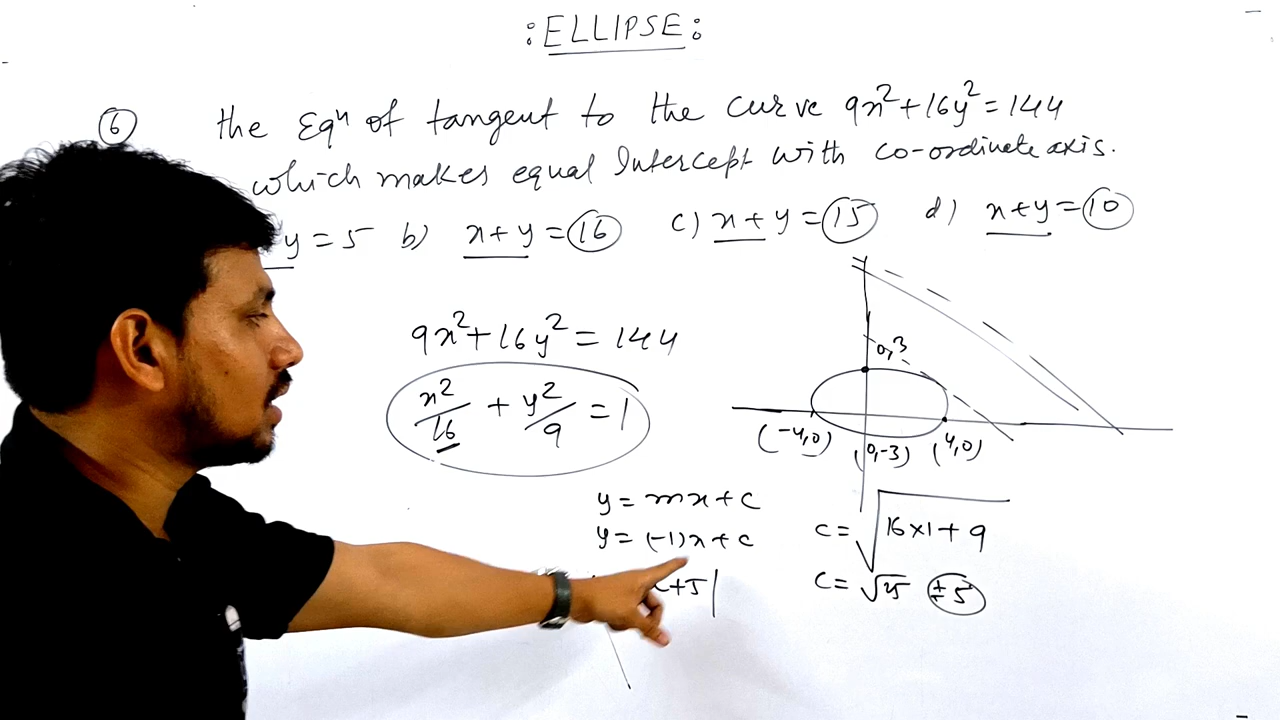 :ELLIPSE:
6 the Eqⁿ of tangent to the curve 9x²+16y²=144
which makes equal Intercept with co-ordinate axis.
y = 5 b) x+y = 16 c) x+y = 15 d) x+y = 10
9x²+16y² = 144
x²/16 + y²/9 = 1
0,3
(-4,0) (0,-3) (4,0)
y = mx+c
y = (-1)x+c
x+5
c = √16×1+9
c = √25 ±5